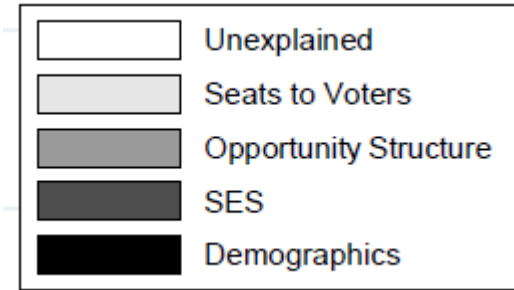 Unexplained
Seats to Voters
Opportunity Structure
SES
Demographics